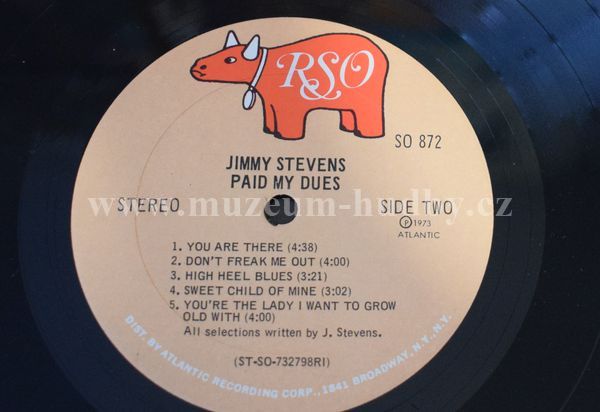 RSO
SO 872
JIMMY STEVENS
PAID MY DUES
STEREO
SIDE TWO
℗ 1973
ATLANTIC
www.muzeum-hudby.cz
1. YOU ARE THERE (4:38)
2. DON'T FREAK ME OUT (4:00)
3. HIGH HEEL BLUES (3:21)
4. SWEET CHILD OF MINE (3:02)
5. YOU'RE THE LADY I WANT TO GROW
OLD WITH (4:00)
All selections written by J. Stevens.
(ST-SO-732798RI)
DIST. BY ATLANTIC RECORDING CORP., 1841 BROADWAY, N.Y., N.Y.